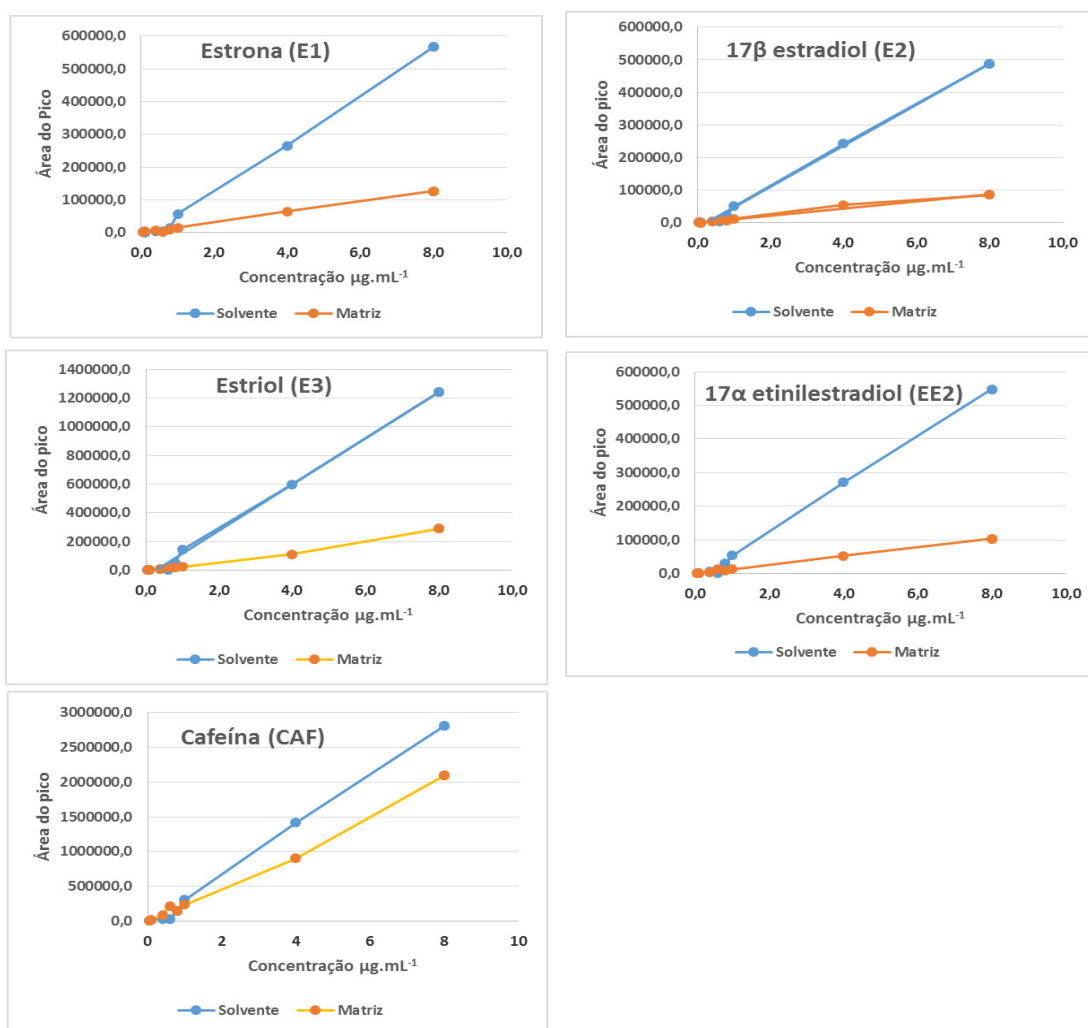 Estrona (E1)
Área do Pico
600000,0
500000,0
400000,0
300000,0
200000,0
100000,0
0,0
0,0 2,0 4,0 6,0 8,0 10,0
Concentração µg.mL⁻¹
Solvente Matriz
17β estradiol (E2)
Área do pico
600000,0
500000,0
400000,0
300000,0
200000,0
100000,0
0,0
0,0 2,0 4,0 6,0 8,0 10,0
Concentração µg.mL⁻¹
Solvente Matriz
Estriol (E3)
Área do pico
1400000,0
1200000,0
1000000,0
800000,0
600000,0
400000,0
200000,0
0,0
0,0 2,0 4,0 6,0 8,0 10,0
Concentração µg.mL⁻¹
Solvente Matriz
17α etinilestradiol (EE2)
Área do pico
600000,0
500000,0
400000,0
300000,0
200000,0
100000,0
0,0
0,0 2,0 4,0 6,0 8,0 10,0
Concentração µg.mL⁻¹
Solvente Matriz
Cafeína (CAF)
Área do pico
3000000,0
2500000,0
2000000,0
1500000,0
1000000,0
500000,0
0,0
0 2 4 6 8 10
Concentração µg.mL⁻¹
Solvente Matriz